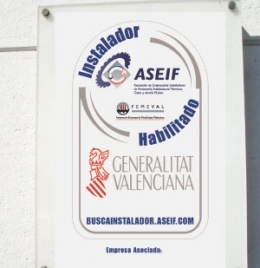 Instalador
ASEIF
FEMEVAL
Habilitado
GENERALITAT
VALENCIANA
BUSCAINSTALADOR.ASEIF.COM
Empresa Asociada: